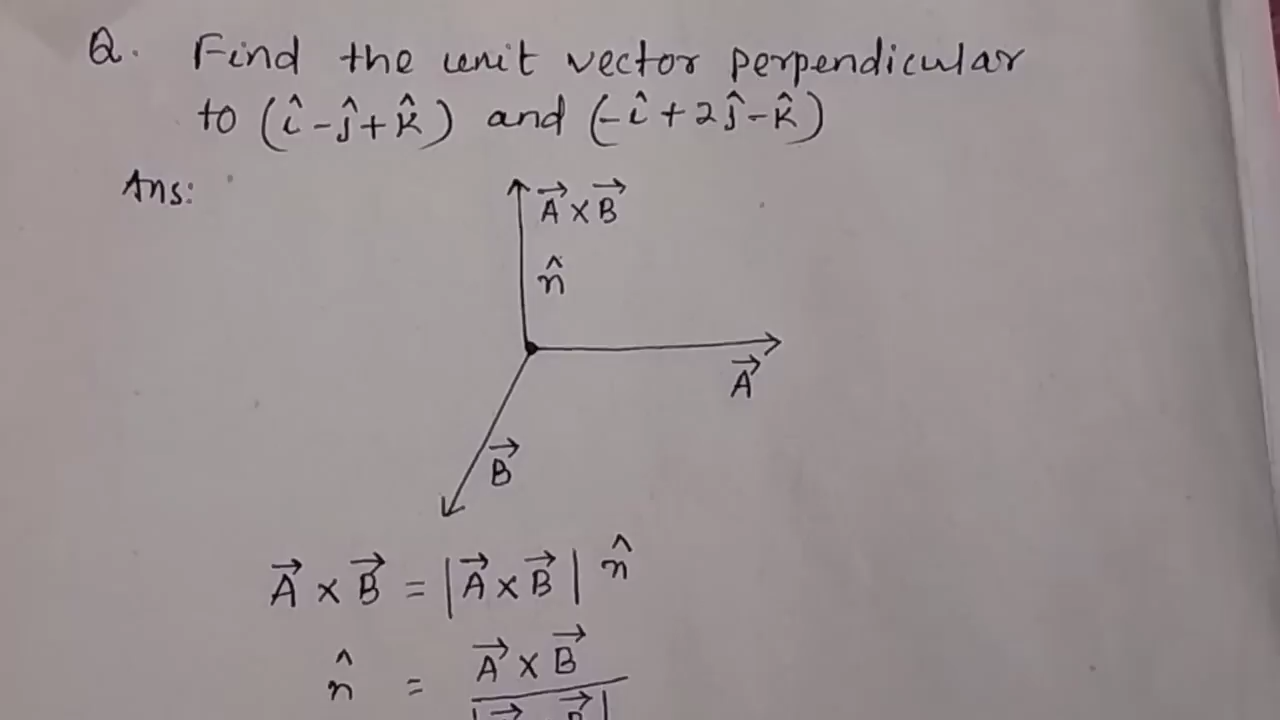 Q. Find the unit vector perpendicular
to (î - ĵ + k̂) and (-î + 2ĵ - k̂)
Ans:
A⃗ × B⃗
n̂
A⃗
B⃗
A⃗ × B⃗ = |A⃗ × B⃗| n̂
n̂ = A⃗ × B⃗